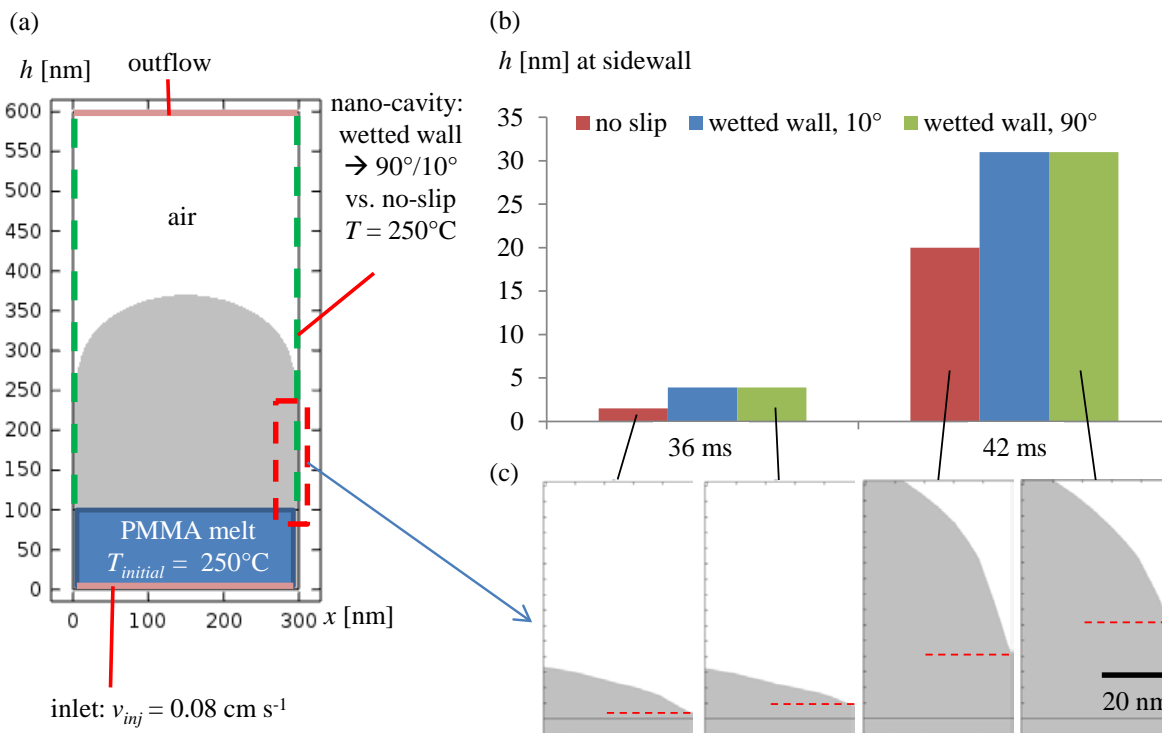 (a)
h [nm]
outflow
600
550
500
450
400
350
300
250
200
150
100
50
0
air
PMMA melt
T_initial = 250°C
0
100
200
300
x [nm]
inlet: v_inj = 0.08 cm s⁻¹
nano-cavity:
wetted wall
→ 90°/10°
vs. no-slip
T = 250°C
(b)
h [nm] at sidewall
35
30
25
20
15
10
5
0
no slip
wetted wall, 10°
wetted wall, 90°
36 ms
42 ms
(c)
20 nm